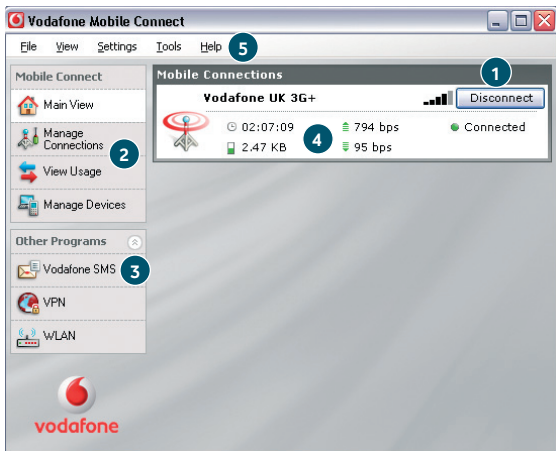 Vodafone Mobile Connect
File View Settings Tools Help 5
Mobile Connect
Main View
Manage
Connections
2
View Usage
Manage Devices
Other Programs
Vodafone SMS 3
VPN
WLAN
vodafone
Mobile Connections
1
Vodafone UK 3G+ Disconnect
02:07:09 794 bps Connected
4
2.47 KB 95 bps